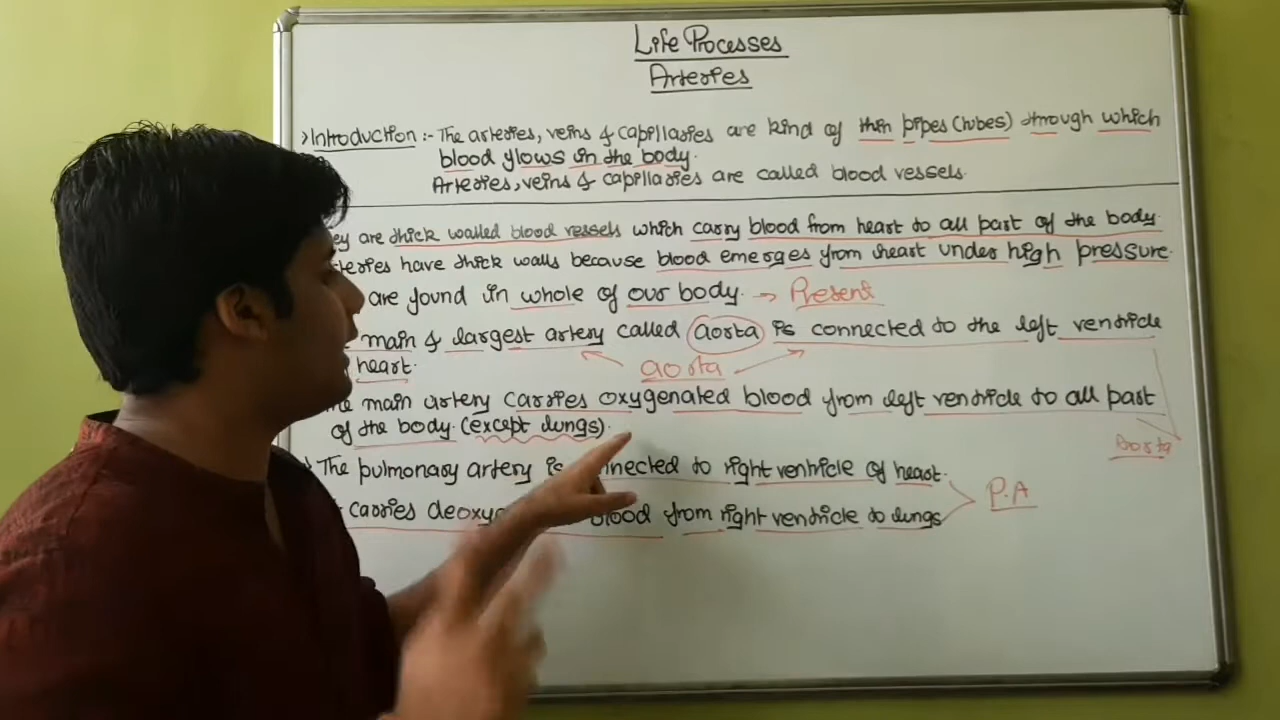 Life Processes
Arteries
> Introduction :- The arteries, veins & capillaries are kind of thin pipes (tubes) through which
blood flows in the body.
Arteries, veins & capillaries are called blood vessels.
are thick walled blood vessels which carry blood from heart to all part of the body.
have thick walls because blood emerges from heart under high pressure.
are found in whole of our body. → Present
main & largest artery called aorta is connected to the left ventricle
heart.
aorta
main artery carries oxygenated blood from left ventricle to all part
of the body. (except lungs).
Aorta
The pulmonary artery is connected to right ventricle of heart.
P.A
carries blood from right ventricle to lungs